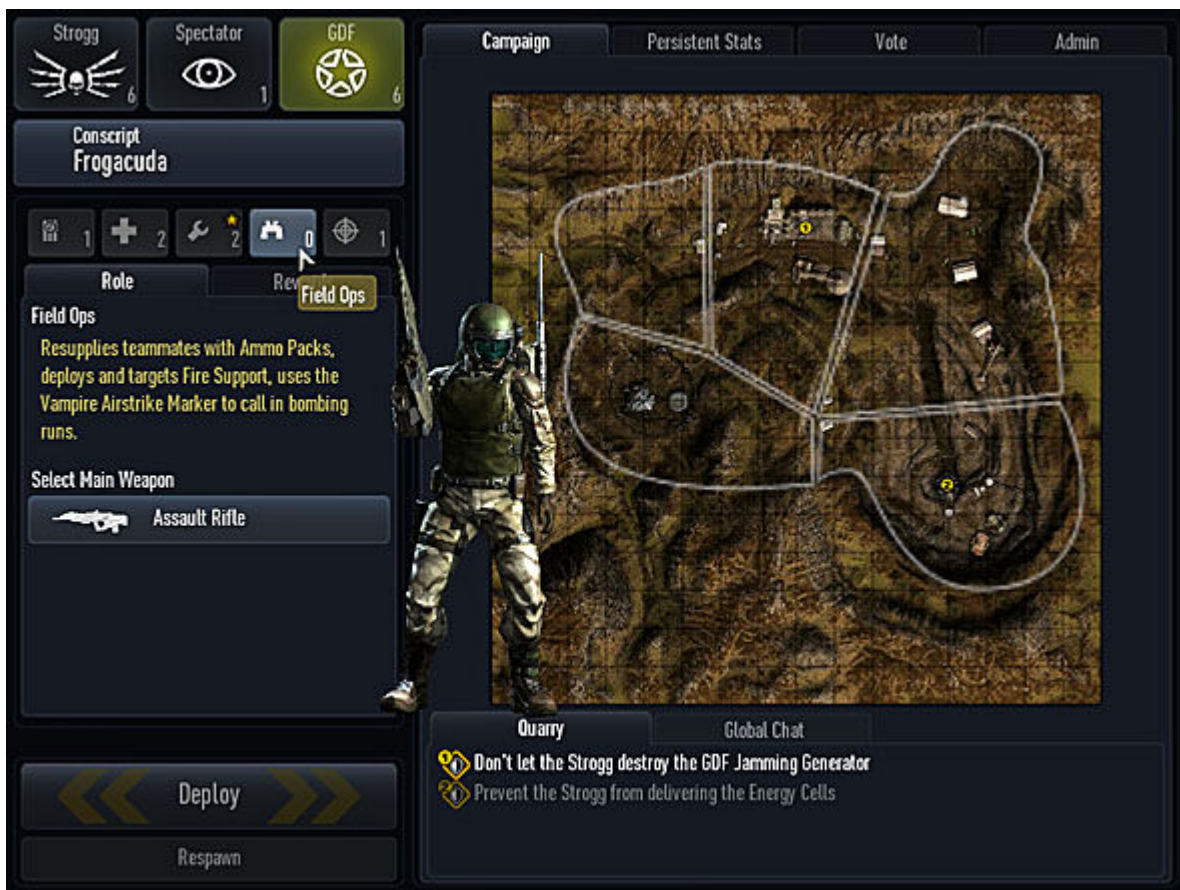 Strogg
6
Spectator
1
GDF
6
Conscript
Frogacuda
1
2
2
0
1
Role
Field Ops
Field Ops
Resupplies teammates with Ammo Packs,
deploys and targets Fire Support, uses the
Vampire Airstrike Marker to call in bombing
runs.
Select Main Weapon
Assault Rifle
Deploy
Respawn
Campaign
Persistent Stats
Vote
Admin
1
2
Quarry
Global Chat
1 Don't let the Strogg destroy the GDF Jamming Generator
2 Prevent the Strogg from delivering the Energy Cells